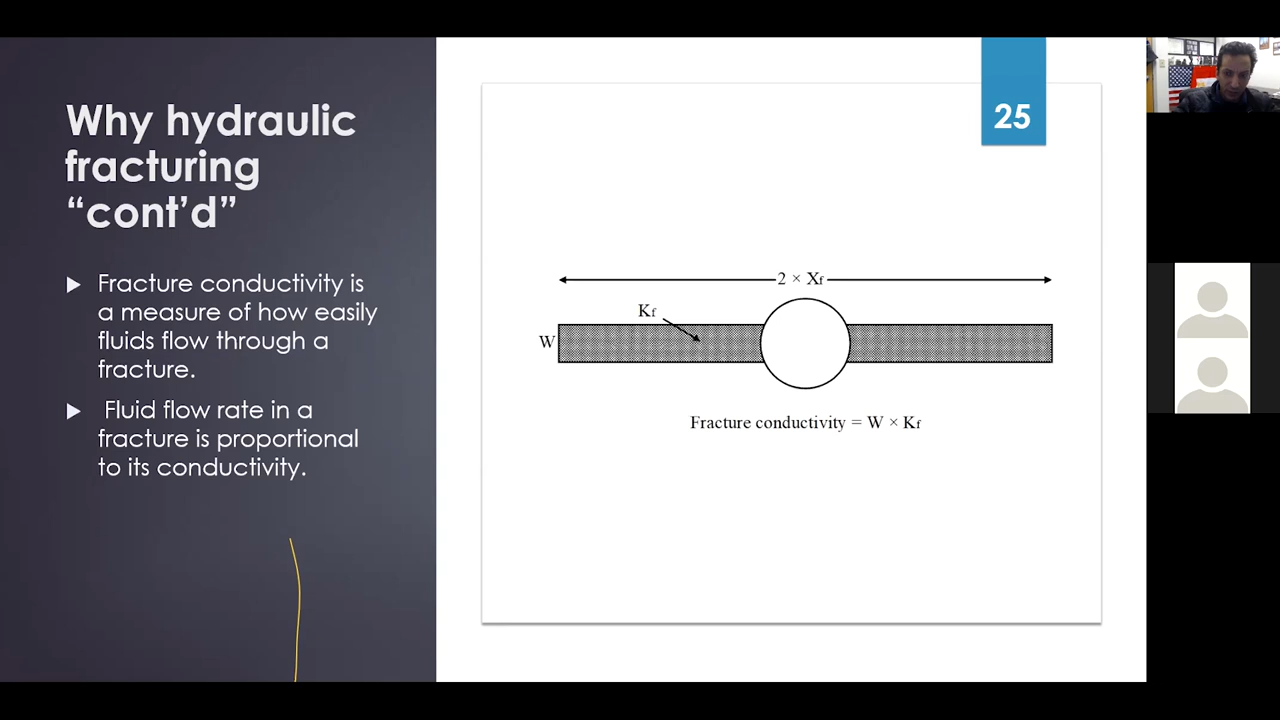 Why hydraulic
fracturing
“cont’d”
Fracture conductivity is
a measure of how easily
fluids flow through a
fracture.
Fluid flow rate in a
fracture is proportional
to its conductivity.
25
2 × Xf
Kf
W
Fracture conductivity = W × Kf